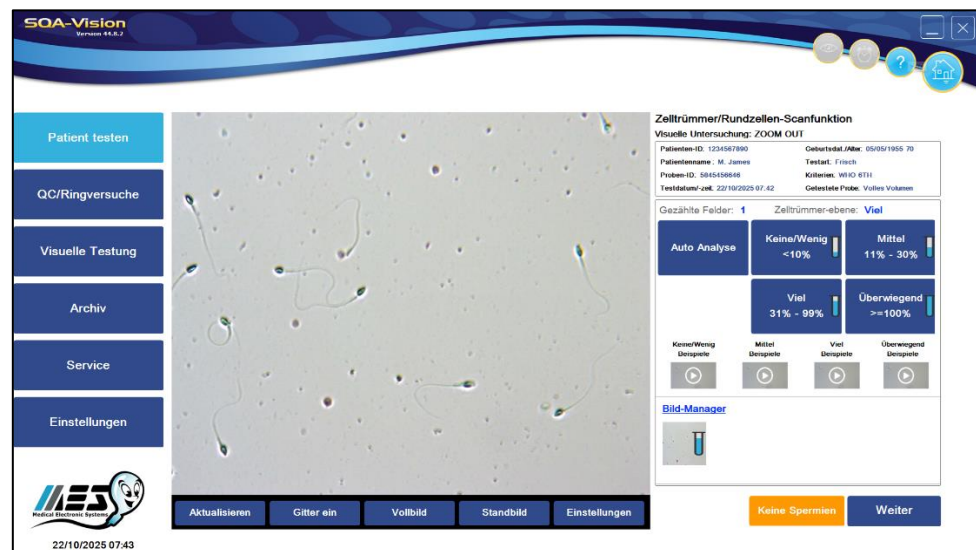 SQA-Vision
Version 44.8.2
?
Patient testen
QC/Ringversuche
Visuelle Testung
Archiv
Service
Einstellungen
MES
Medical Electronic Systems
22/10/2025 07:43
Aktualisieren
Gitter ein
Vollbild
Standbild
Einstellungen
Zelltrümmer/Rundzellen-Scanfunktion
Visuelle Untersuchung: ZOOM OUT
Patienten-ID: 1234567890 Geburtsdat./Alter: 05/05/1955 70
Patientenname: M. James Testart: Frisch
Proben-ID: 5845456646 Kriterien: WHO 6TH
Testdatum/-zeit: 22/10/2025 07:42 Getestete Probe: Volles Volumen
Gezählte Felder: 1 Zelltrümmer-ebene: Viel
Auto Analyse
Keine/Wenig
<10%
Mittel
11% - 30%
Viel
31% - 99%
Überwiegend
>=100%
Keine/Wenig
Beispiele
Mittel
Beispiele
Viel
Beispiele
Überwiegend
Beispiele
Bild-Manager
Keine Spermien
Weiter